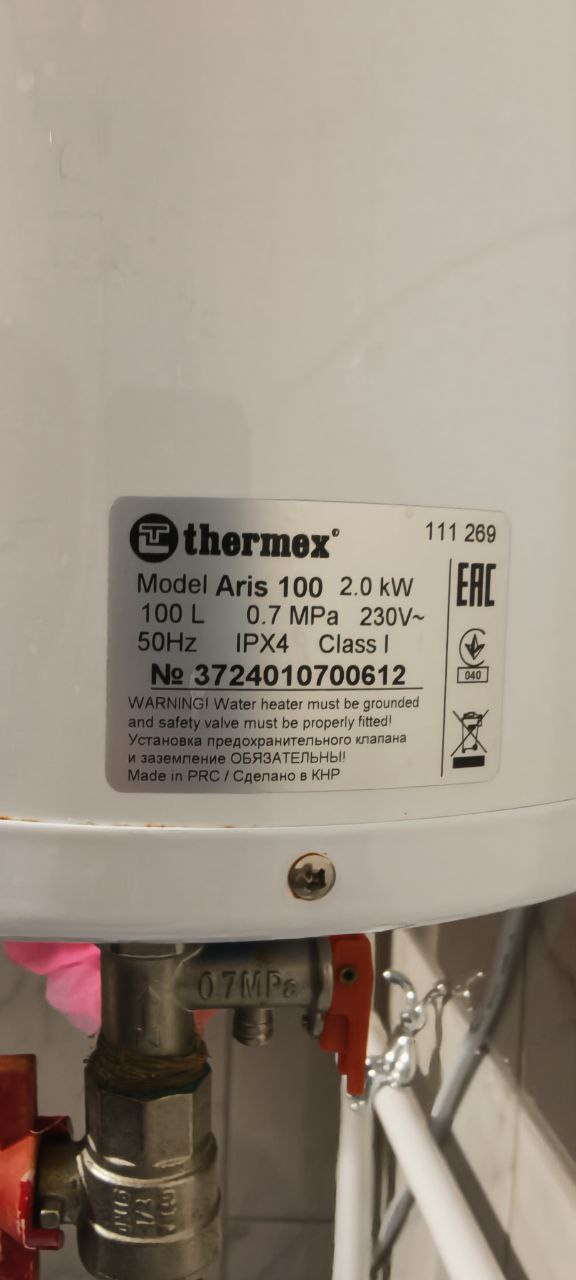 thermex®
111 269
Model Aris 100 2.0 kW
100 L 0.7 MPa 230V~
50Hz IPX4 Class I
№ 3724010700612
WARNING! Water heater must be grounded
and safety valve must be properly fitted!
Установка предохранительного клапана
и заземление ОБЯЗАТЕЛЬНЫ!
Made in PRC / Сделано в КНР
EAC
040
0.7MPa